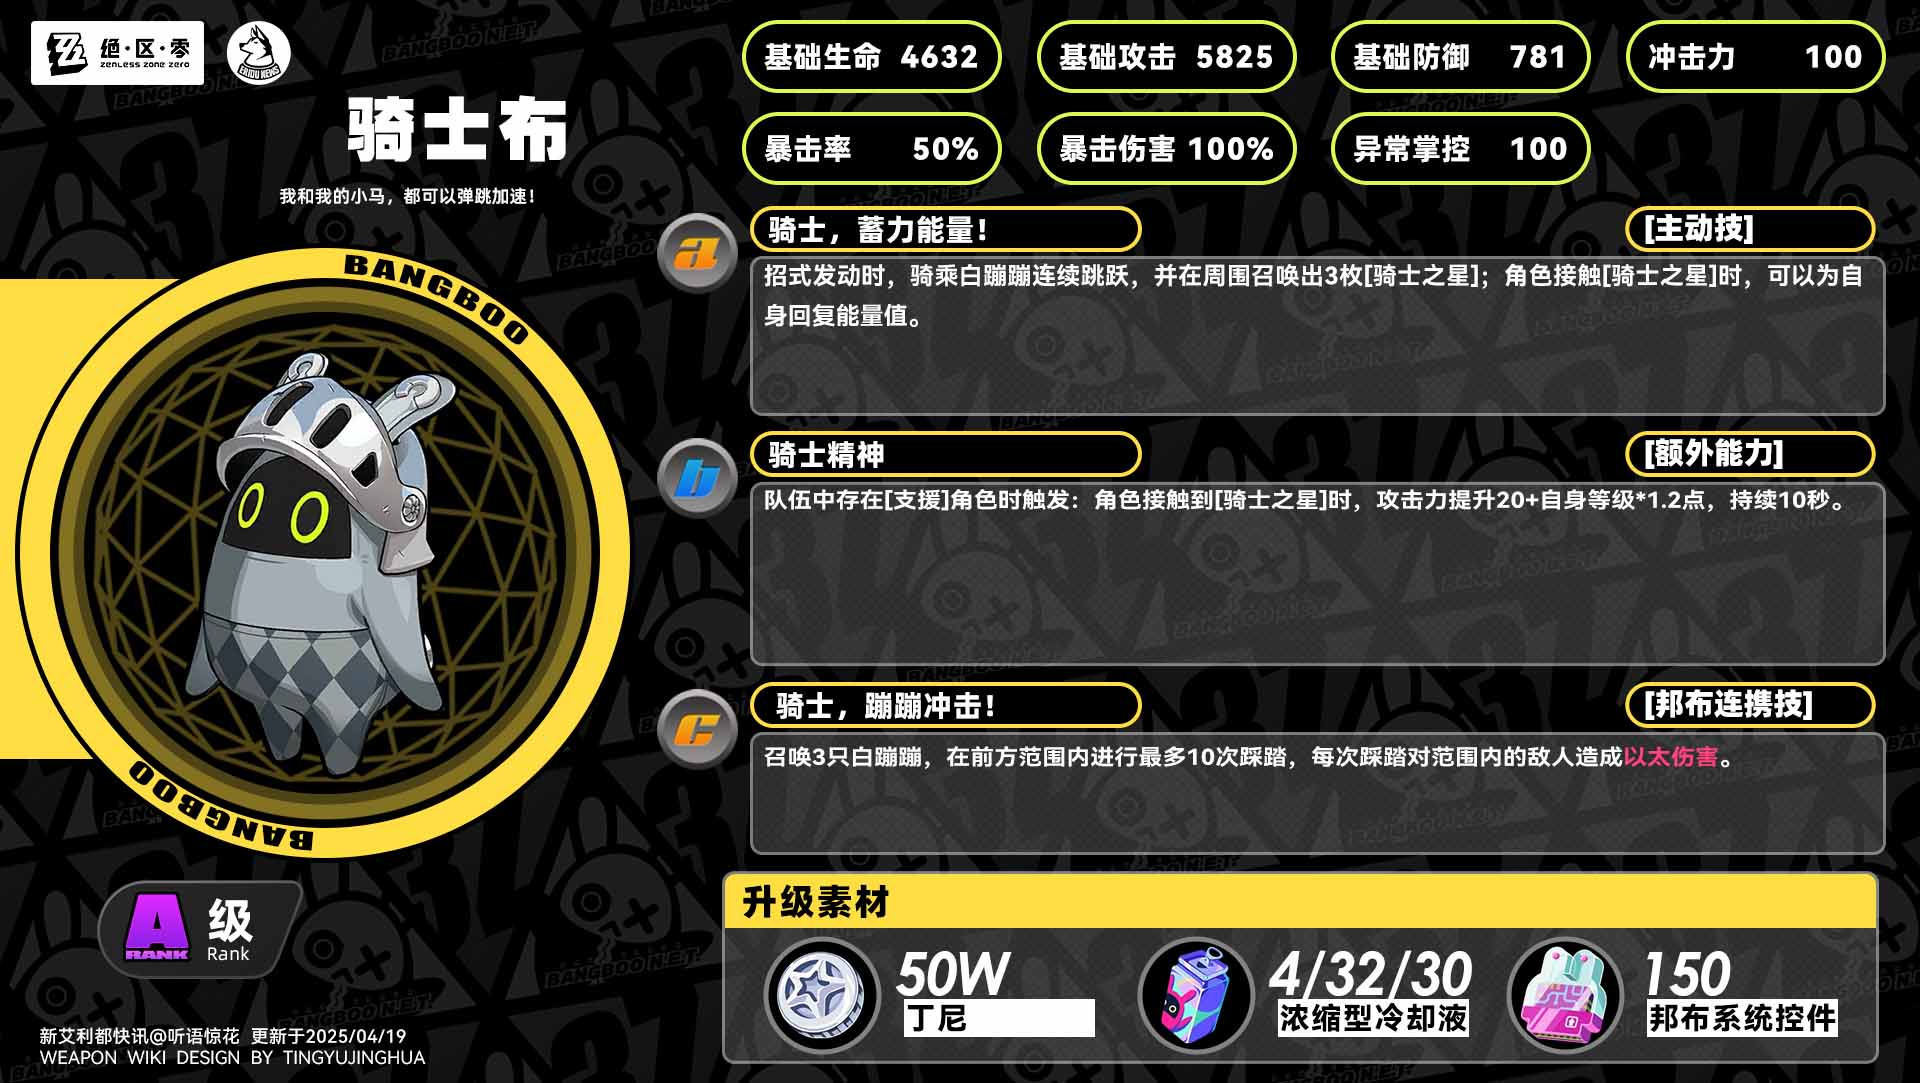 绝·区·零
ZENLESS ZONE ZERO
ERIDU NEWS
骑士布
我和我的小马，都可以弹跳加速！
BANGBOO
BANGBOO
A
RANK
级
Rank
新艾利都快讯@听语惊花 更新于2025/04/19
WEAPON WIKI DESIGN BY TINGYUJINGHUA
基础生命 4632
基础攻击 5825
基础防御 781
冲击力 100
暴击率 50%
暴击伤害 100%
异常掌控 100
a
骑士，蓄力能量！
[主动技]
招式发动时，骑乘白蹦蹦连续跳跃，并在周围召唤出3枚[骑士之星]；角色接触[骑士之星]时，可以为自
身回复能量值。
b
骑士精神
[额外能力]
队伍中存在[支援]角色时触发：角色接触到[骑士之星]时，攻击力提升20+自身等级*1.2点，持续10秒。
c
骑士，蹦蹦冲击！
[邦布连携技]
召唤3只白蹦蹦，在前方范围内进行最多10次踩踏，每次踩踏对范围内的敌人造成以太伤害。
升级素材
50W
丁尼
4/32/30
浓缩型冷却液
150
邦布系统控件